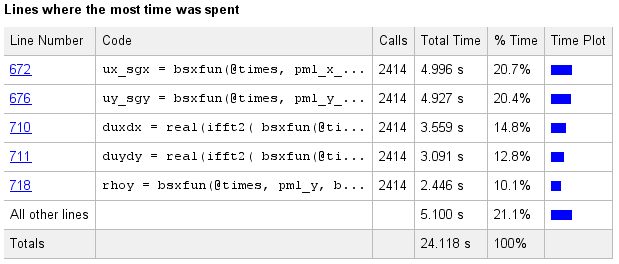 Lines where the most time was spent
Line Number Code Calls Total Time % Time Time Plot
672 ux_sgx = bsxfun(@times, pml_x_... 2414 4.996 s 20.7%
676 uy_sgy = bsxfun(@times, pml_y_... 2414 4.927 s 20.4%
710 duxdx = real(ifft2( bsxfun(@ti... 2414 3.559 s 14.8%
711 duydy = real(ifft2( bsxfun(@ti... 2414 3.091 s 12.8%
718 rhoy = bsxfun(@times, pml_y, b... 2414 2.446 s 10.1%
All other lines 5.100 s 21.1%
Totals 24.118 s 100%